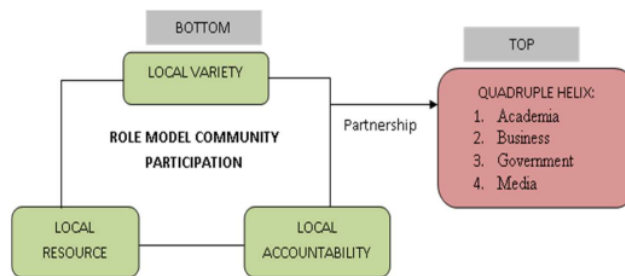 BOTTOM
LOCAL VARIETY
ROLE MODEL COMMUNITY
PARTICIPATION
LOCAL
RESOURCE
LOCAL
ACCOUNTABILITY
Partnership
TOP
QUADRUPLE HELIX:
1. Academia
2. Business
3. Government
4. Media